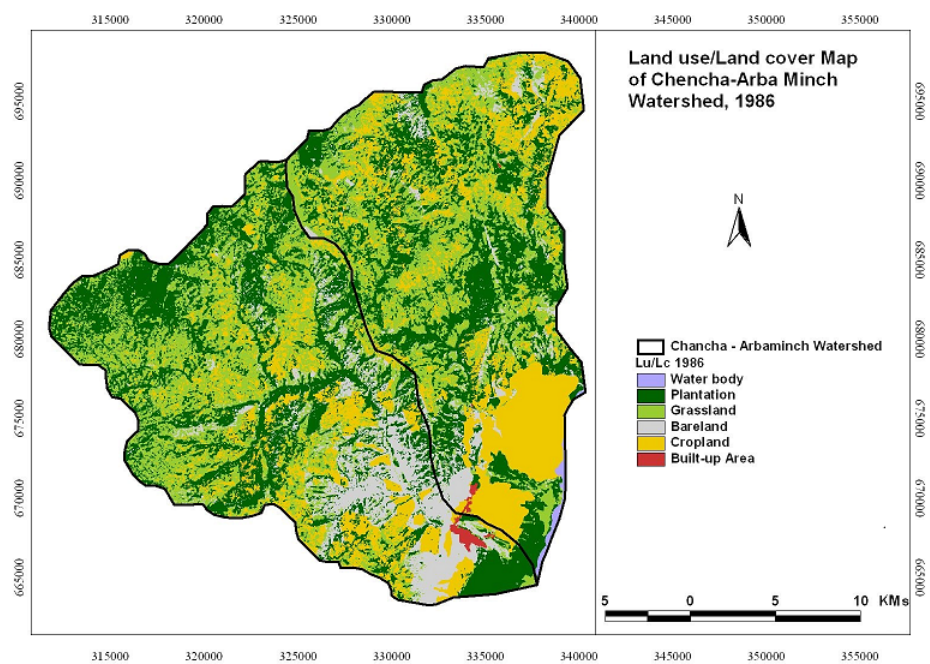 315000 320000 325000 330000 335000 340000 345000 350000 355000
Land use/Land cover Map
of Chencha-Arba Minch
Watershed, 1986
695000 695000
690000 690000
N
685000 685000
680000 680000
Chancha - Arbaminch Watershed
Lu/Lc 1986
Water body
Plantation
Grassland
Bareland
Cropland
Built-up Area
675000 675000
670000 670000
665000 665000
5 0 5 10 KMs
315000 320000 325000 330000 335000 340000 345000 350000 355000